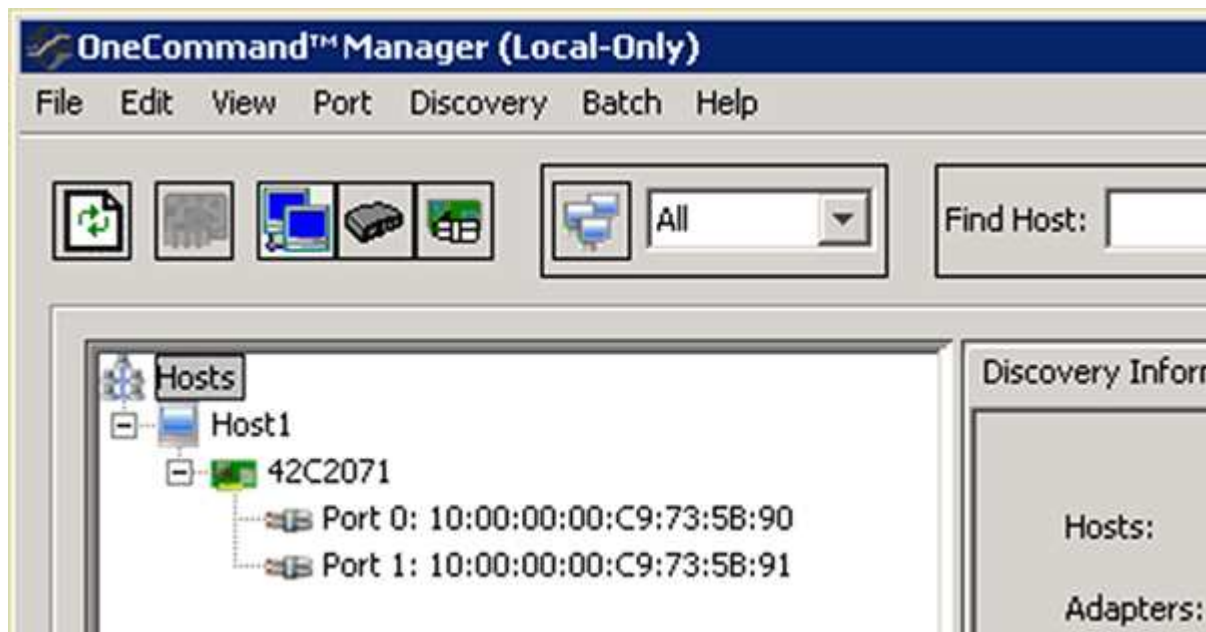 OneCommand™ Manager (Local-Only)
File Edit View Port Discovery Batch Help
All Find Host:
Hosts
Discovery
Host1
42C2071
Port 0: 10:00:00:00:C9:73:5B:90
Hosts:
Port 1: 10:00:00:00:C9:73:5B:91
Adapters: